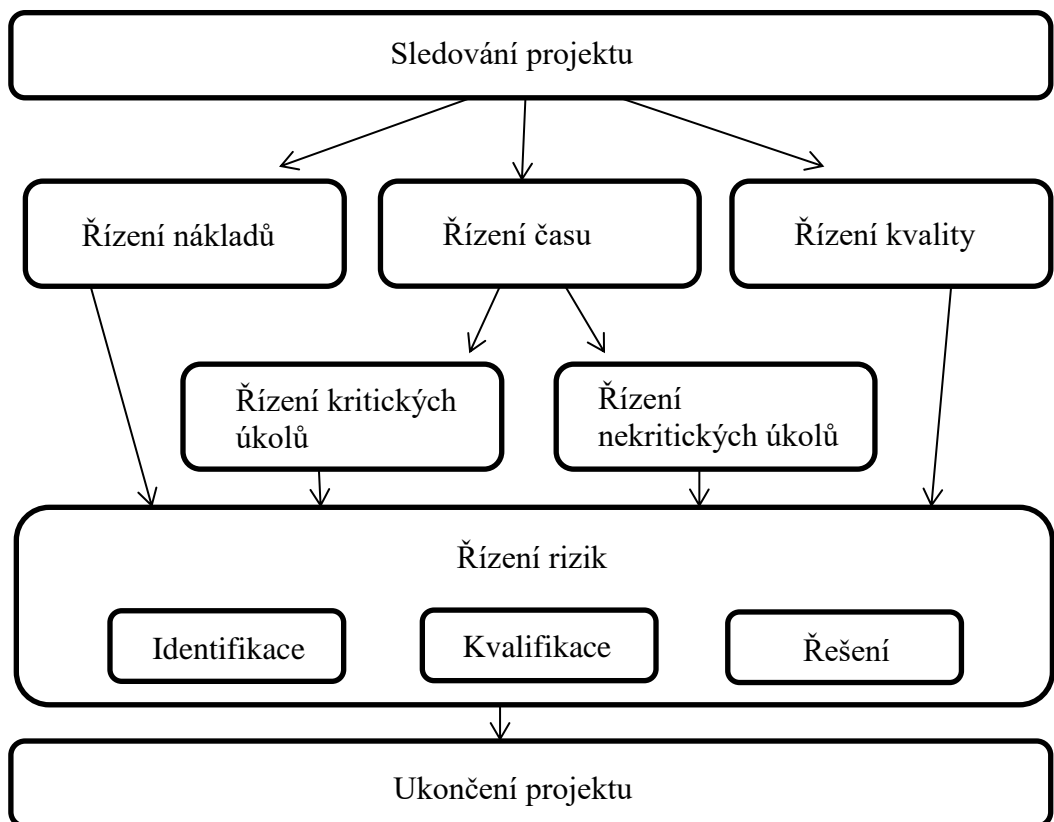 Sledování projektu
Řízení nákladů
Řízení času
Řízení kvality
Řízení kritických
úkolů
Řízení
nekritických úkolů
Řízení rizik
Identifikace
Kvalifikace
Řešení
Ukončení projektu